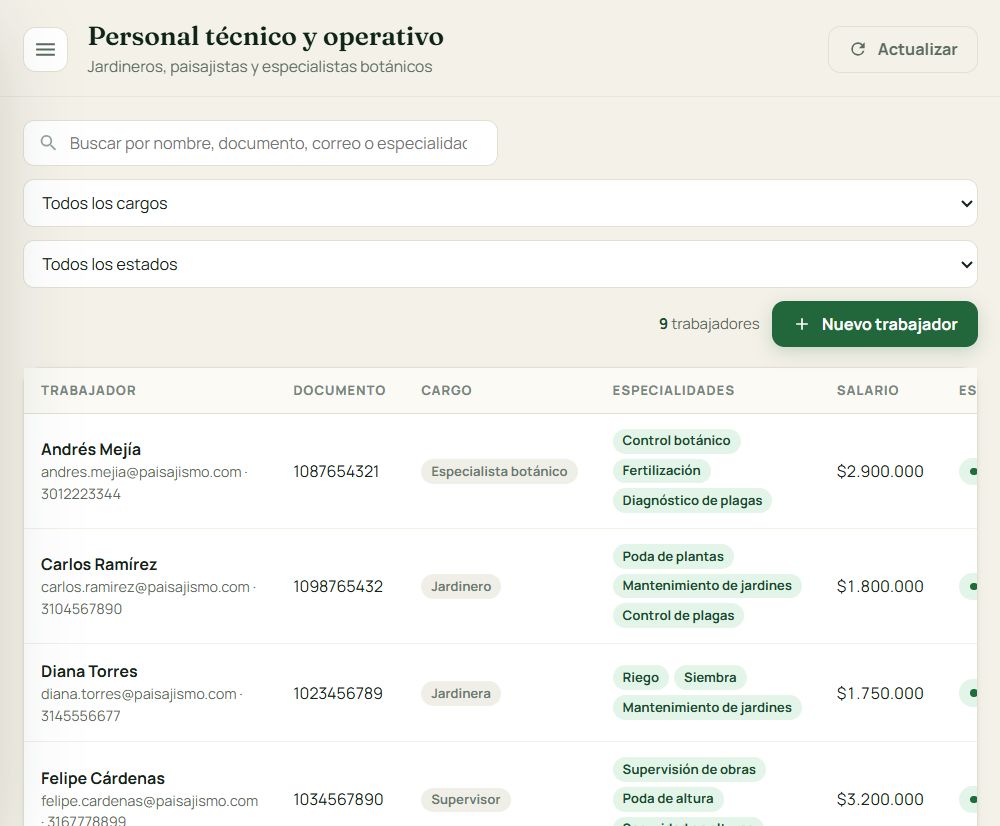 Personal técnico y operativo
Jardineros, paisajistas y especialistas botánicos
Actualizar
Buscar por nombre, documento, correo o especialidad
Todos los cargos
Todos los estados
9 trabajadores
+ Nuevo trabajador
TRABAJADOR DOCUMENTO CARGO ESPECIALIDADES SALARIO ES
Andrés Mejía
andres.mejia@paisajismo.com ·
3012223344
1087654321
Especialista botánico
Control botánico
Fertilización
Diagnóstico de plagas
$2.900.000
Carlos Ramírez
carlos.ramirez@paisajismo.com ·
3104567890
1098765432
Jardinero
Poda de plantas
Mantenimiento de jardines
Control de plagas
$1.800.000
Diana Torres
diana.torres@paisajismo.com ·
3145556677
1023456789
Jardinera
Riego Siembra
Mantenimiento de jardines
$1.750.000
Felipe Cárdenas
felipe.cardenas@paisajismo.com
· 3167778899
1034567890
Supervisor
Supervisión de obras
Poda de altura
$3.200.000